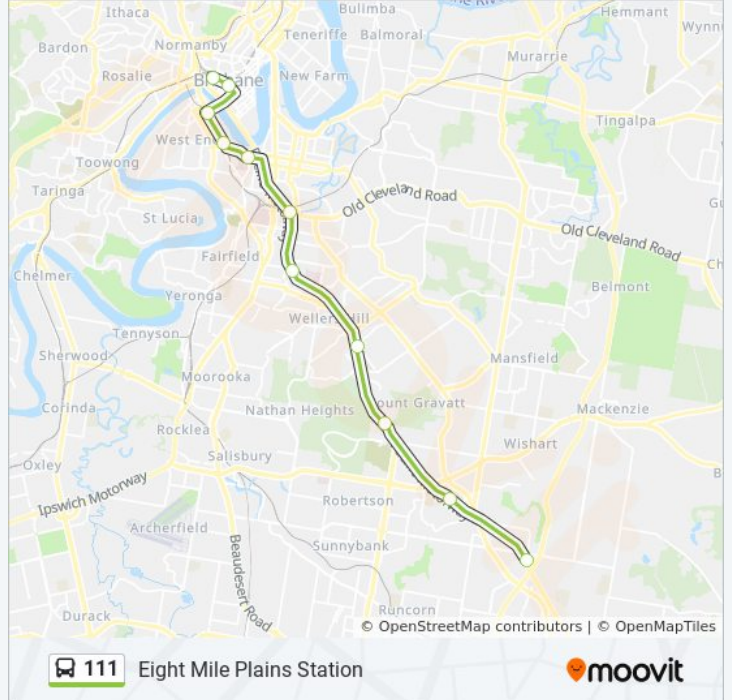 Bulimba
Ithaca
Hemmant
Teneriffe
Balmoral
Wynn
Bardon
Normanby
Murarrie
Rosalie
Brisbane
New Farm
Tingalpa
West End
Toowong
Taringa
Old Cleveland Road
St Lucia
Old Cleveland Road
Fairfield
Chelmer
Yeronga
Belmont
Wellers Hill
Tennyson
Sherwood
Mansfield
Moorooka
Corinda
Nathan Heights
Mount Gravatt
Mackenzie
Rocklea
Wishart
Salisbury
Oxley
Ipswich Motorway
Robertson
Archerfield
Sunnybank
Beaudesert Road
Runcorn
Durack
© OpenStreetMap contributors | © OpenMapTiles
111 Eight Mile Plains Station
moovit